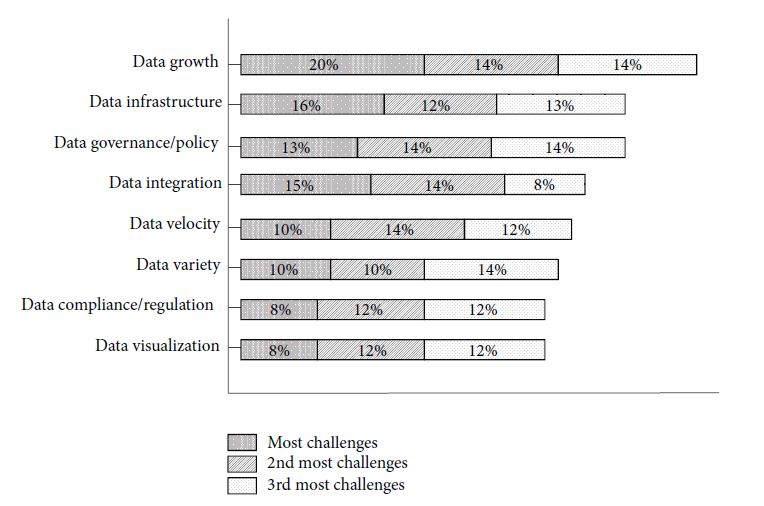 Data growth 20% 14% 14%
Data infrastructure 16% 12% 13%
Data governance/policy 13% 14% 14%
Data integration 15% 14% 8%
Data velocity 10% 14% 12%
Data variety 10% 10% 14%
Data compliance/regulation 8% 12% 12%
Data visualization 8% 12% 12%
Most challenges
2nd most challenges
3rd most challenges